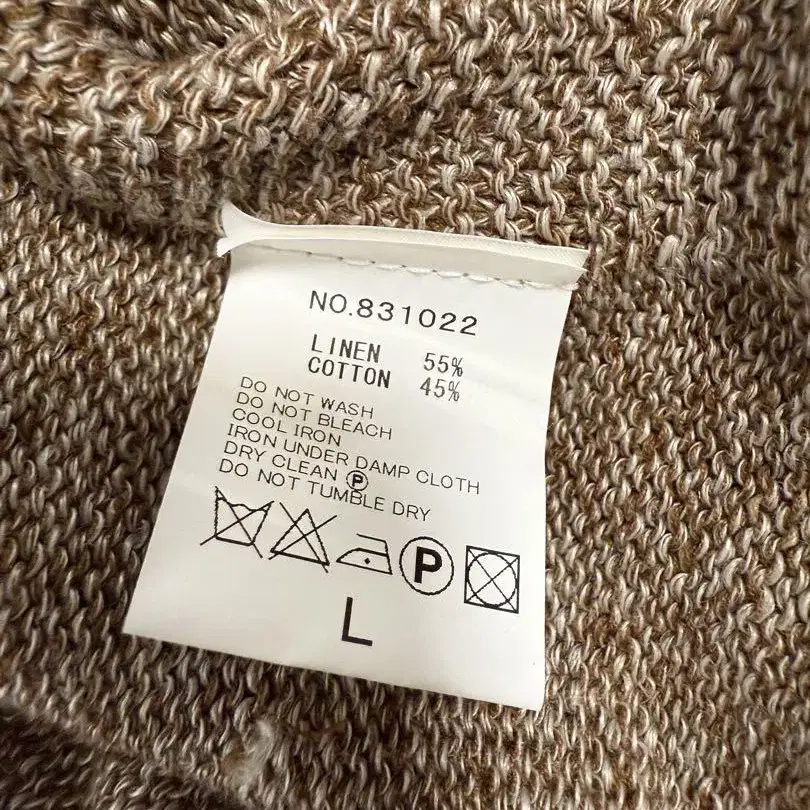 NO.831022
LINEN 55%
COTTON 45%
DO NOT WASH
DO NOT BLEACH
COOL IRON
IRON UNDER DAMP CLOTH
DRY CLEAN Ⓟ
DO NOT TUMBLE DRY
P
L